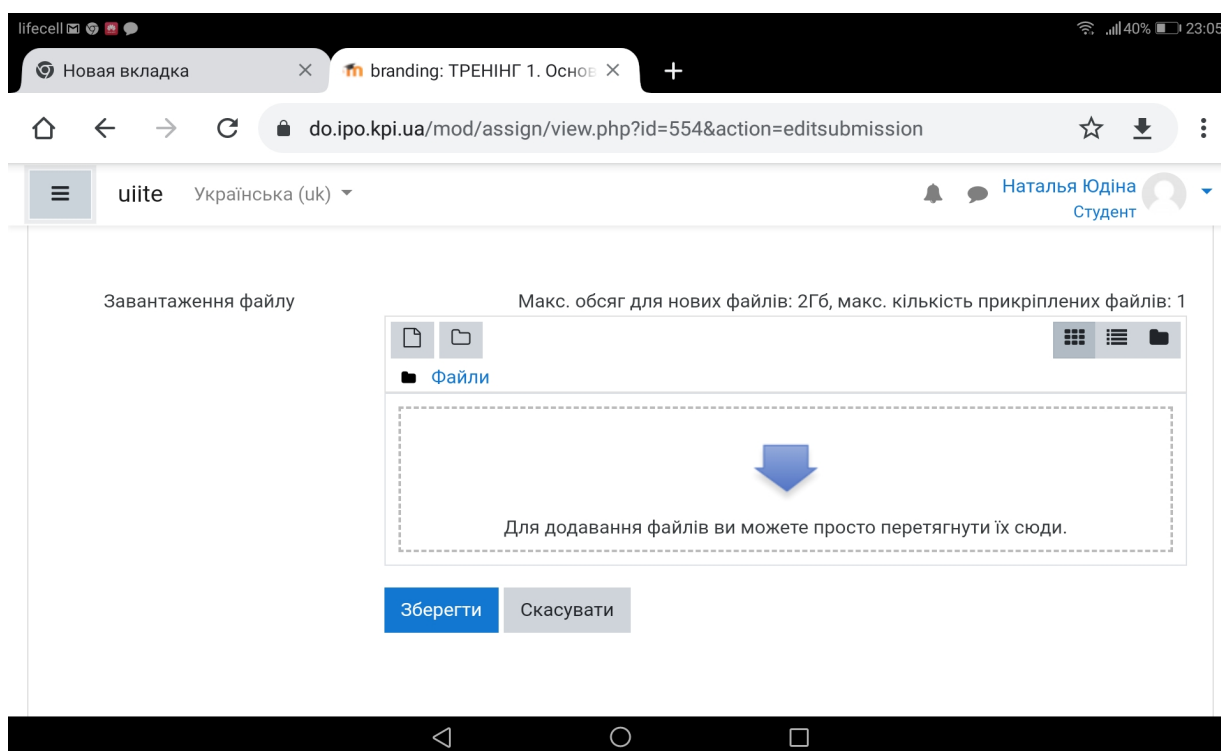 lifecell 40% 23:05
Новая вкладка branding: ТРЕНІНГ 1. Основ
do.ipo.kpi.ua/mod/assign/view.php?id=554&action=editsubmission
uiite Українська (uk) Наталья Юдіна
Студент
Завантаження файлу Макс. обсяг для нових файлів: 2Гб, макс. кількість прикріплених файлів: 1
Файли
Для додавання файлів ви можете просто перетягнути їх сюди.
Зберегти Скасувати